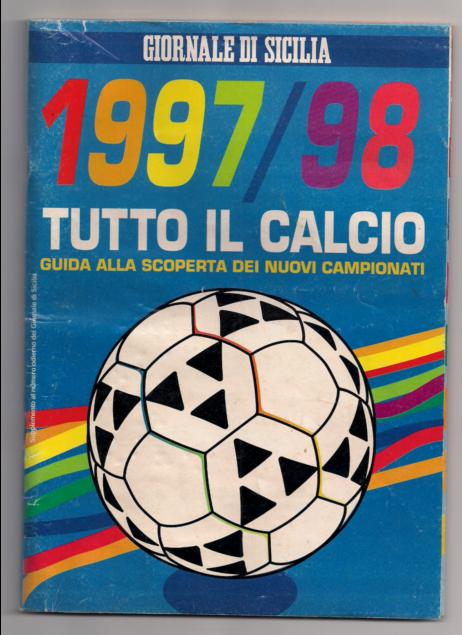 GIORNALE DI SICILIA
1997/98
TUTTO IL CALCIO
GUIDA ALLA SCOPERTA DEI NUOVI CAMPIONATI
Supplemento al numero odierno del Giornale di Sicilia